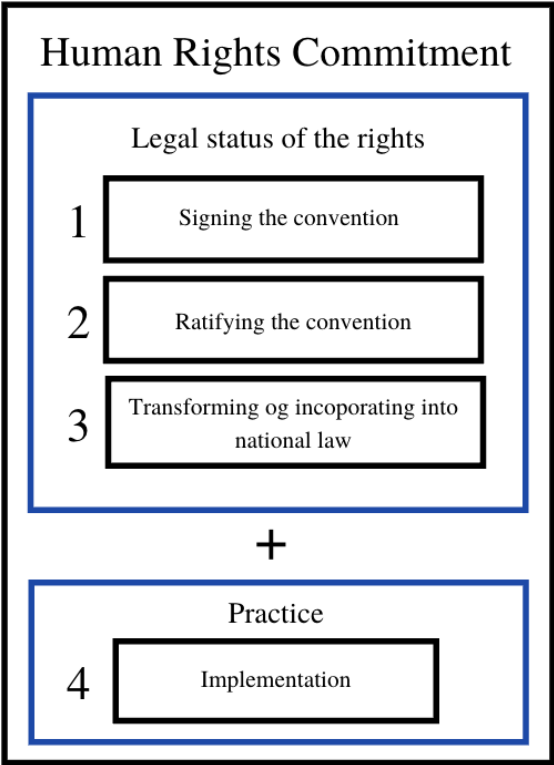 Human Rights Commitment
Legal status of the rights
1
Signing the convention
2
Ratifying the convention
3
Transforming og incoporating into
national law
+
Practice
4
Implementation